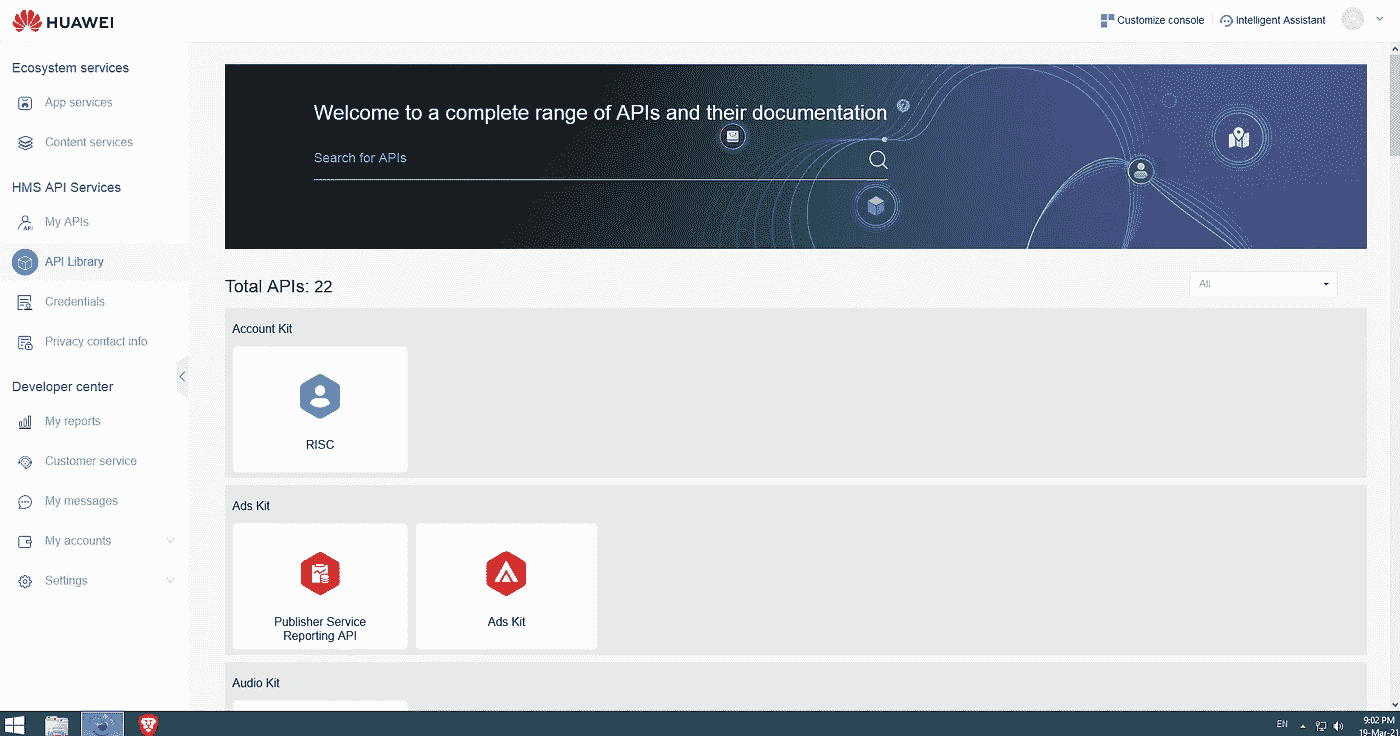 HUAWEI
Customize console
Intelligent Assistant
Ecosystem services
App services
Content services
HMS API Services
My APIs
API Library
Credentials
Privacy contact info
Developer center
My reports
Customer service
My messages
My accounts
Settings
Welcome to a complete range of APIs and their documentation
?
Search for APIs
Total APIs: 22
All
Account Kit
RISC
Ads Kit
Publisher Service
Reporting API
Ads Kit
Audio Kit
EN
9:02 PM
19-Mar-21